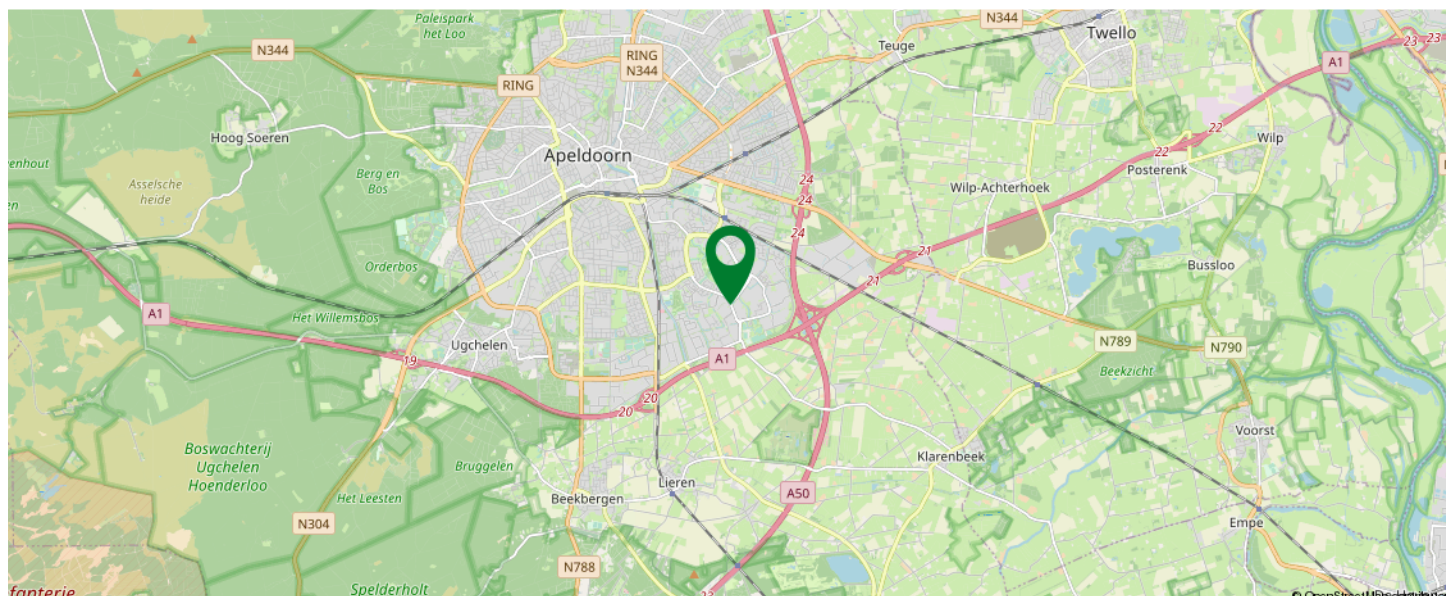 Paleispark
het Loo
N344
Twello
23
23
Teuge
N344
RING
N344
A1
RING
Hoog Soeren
22
Wilp
22
Apeldoorn
Posterenk
Berg en
Bos
Asselsche
heide
24
24
Wilp-Achterhoek
24
21
21
Bussloo
Orderbos
A1
Het Willemsbos
N789
N790
Ugchelen
19
A1
Beekzicht
20
20
Voorst
Boswachterij
Ugchelen
Hoenderloo
Bruggelen
Klarenbeek
Lieren
A50
Het Leesten
Beekbergen
N304
Empe
N788
Spelderholt
fanterie
© OpenStreetMap